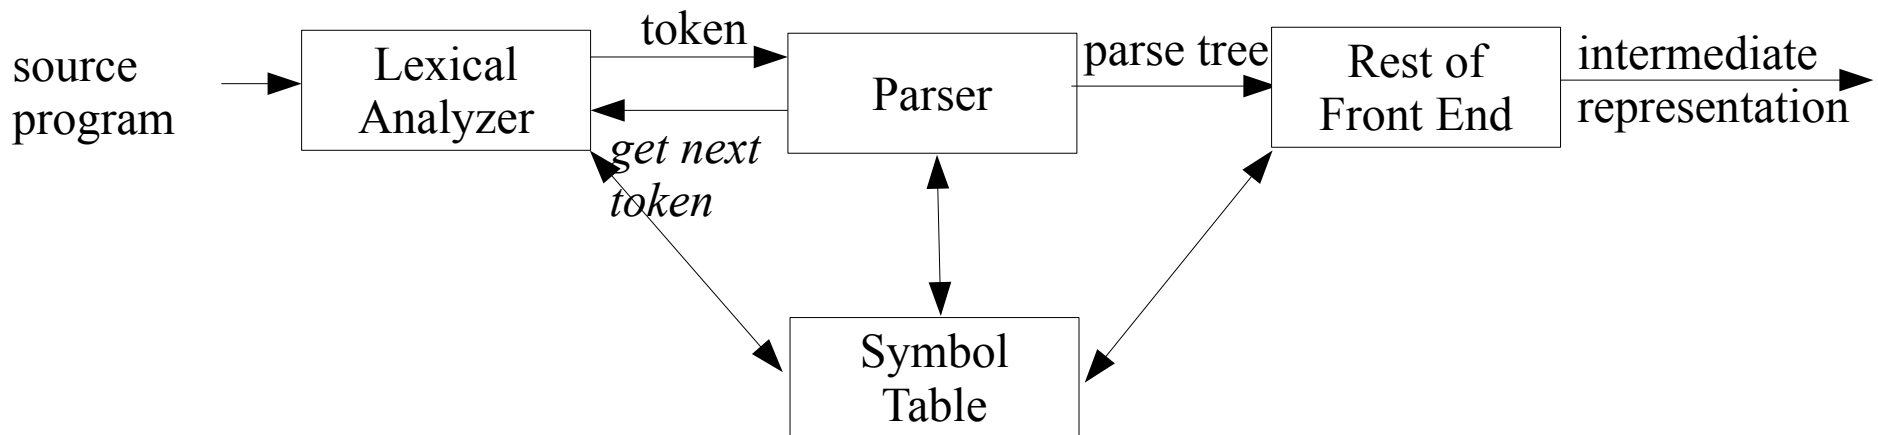 source
program
Lexical
Analyzer
token
get next
token
Parser
parse tree
Rest of
Front End
intermediate
representation
Symbol
Table